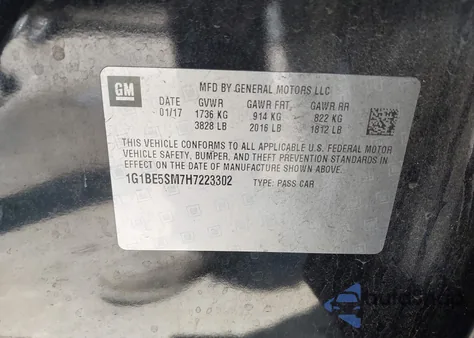 GM
MFD BY GENERAL MOTORS LLC
01/17 GVWR GAWR FRT GAWR RR
1736 KG 914 KG 822 KG
3828 LB 2016 LB 1812 LB
THIS VEHICLE CONFORMS TO ALL APPLICABLE U.S. FEDERAL MOTOR
VEHICLE SAFETY, BUMPER, AND THEFT PREVENTION STANDARDS IN
EFFECT ON THE DATE OF MANUFACTURE SHOWN ABOVE.
1G1BE5SM7H7223302 TYPE: PASS CAR